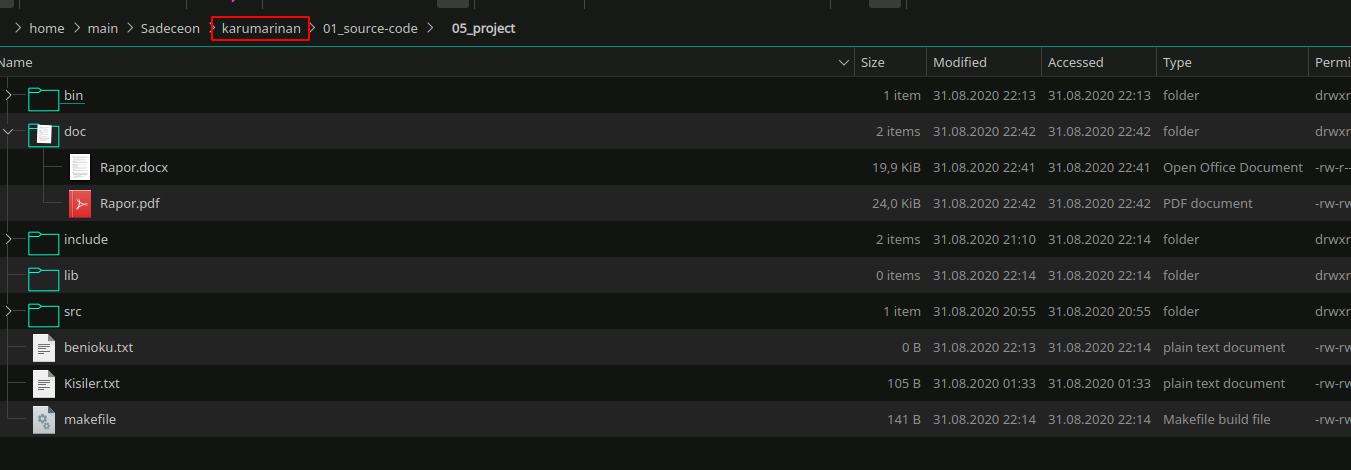 home main Sadeceon karumarinan 01_source-code 05_project
Name Size Modified Accessed Type Permi
bin 1 item 31.08.2020 22:13 31.08.2020 22:13 folder drwxr
doc 2 items 31.08.2020 22:42 31.08.2020 22:42 folder drwxr
Rapor.docx 19,9 KiB 31.08.2020 22:41 31.08.2020 22:41 Open Office Document -rw-r--
Rapor.pdf 24,0 KiB 31.08.2020 22:42 31.08.2020 22:42 PDF document -rw-rw
include 2 items 31.08.2020 21:10 31.08.2020 22:14 folder drwxr
lib 0 items 31.08.2020 22:14 31.08.2020 22:14 folder drwxr
src 1 item 31.08.2020 20:55 31.08.2020 20:55 folder drwxr
benioku.txt 0 B 31.08.2020 22:13 31.08.2020 22:14 plain text document -rw-rw
Kisiler.txt 105 B 31.08.2020 01:33 31.08.2020 01:33 plain text document -rw-rw
makefile 141 B 31.08.2020 22:14 31.08.2020 22:14 Makefile build file -rw-rw